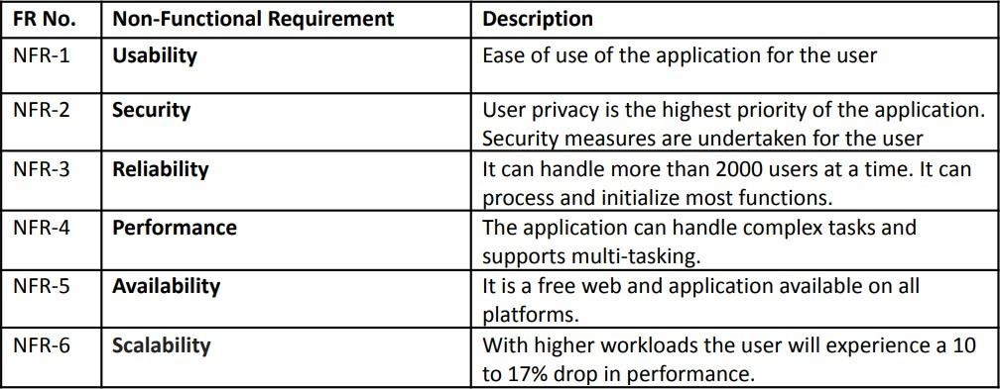 FR No. Non-Functional Requirement Description
NFR-1 Usability Ease of use of the application for the user
NFR-2 Security User privacy is the highest priority of the application.
Security measures are undertaken for the user
NFR-3 Reliability It can handle more than 2000 users at a time. It can
process and initialize most functions.
NFR-4 Performance The application can handle complex tasks and
supports multi-tasking.
NFR-5 Availability It is a free web and application available on all
platforms.
NFR-6 Scalability With higher workloads the user will experience a 10
to 17% drop in performance.